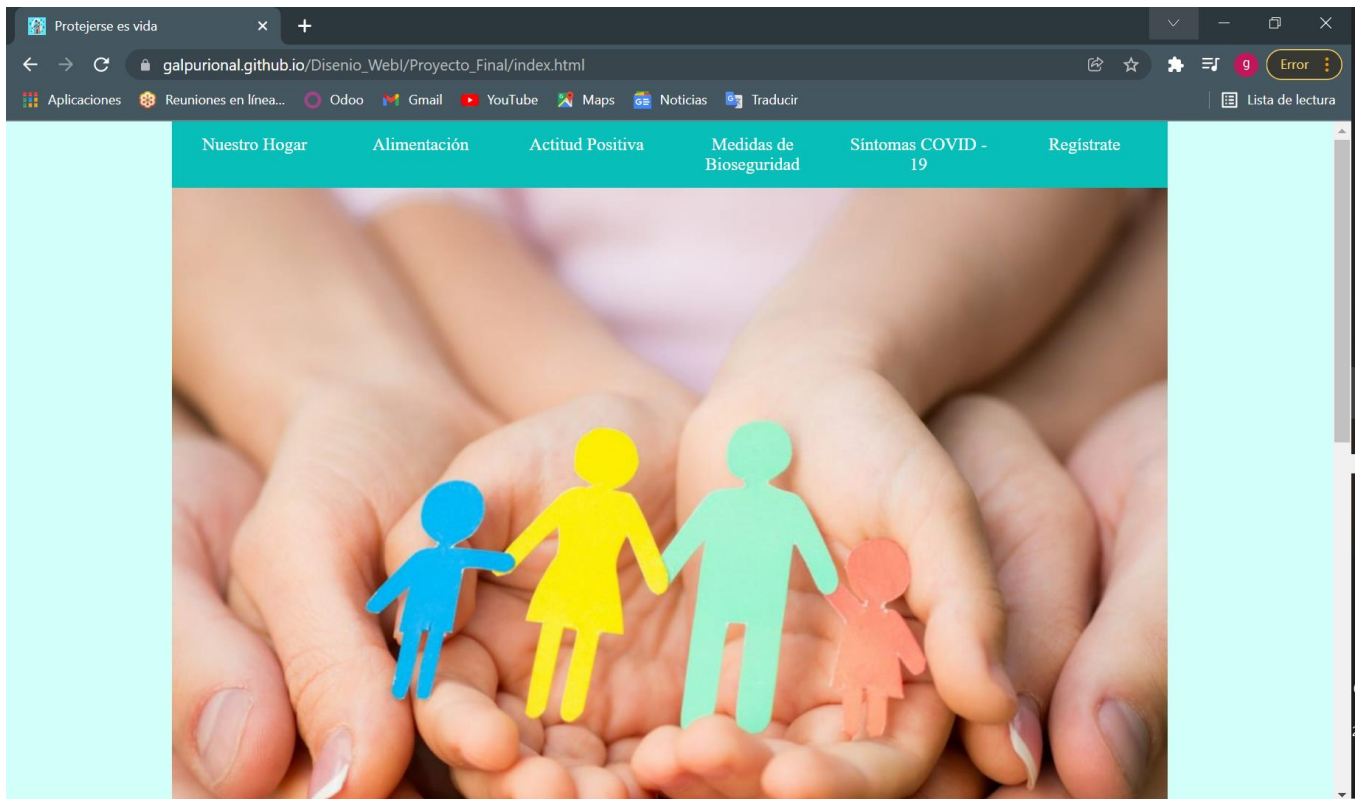 Protejerse es vida
galpurional.github.io/Disenio_WebI/Proyecto_Final/index.html
g
Error
Aplicaciones
Reuniones en línea...
Odoo
Gmail
YouTube
Maps
GE
Noticias
Traducir
Lista de lectura
Nuestro Hogar
Alimentación
Actitud Positiva
Medidas de
Bioseguridad
Síntomas COVID -
19
Regístrate